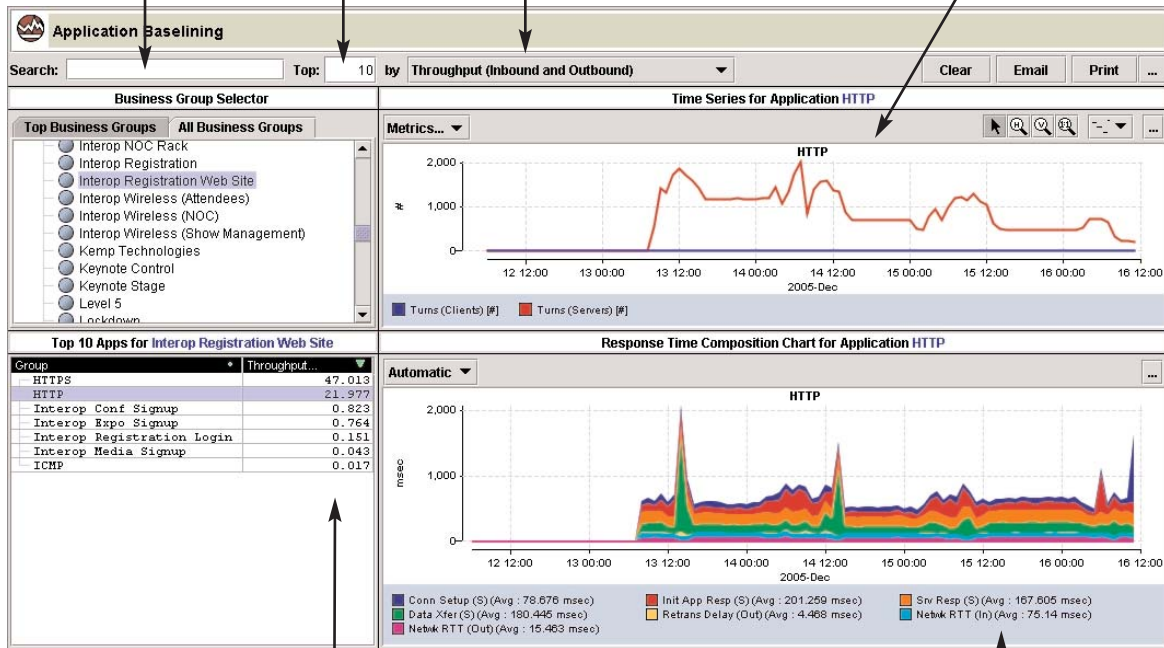 Application Baselining
Search: Top: 10 by Throughput (Inbound and Outbound) Clear Email Print ...
Business Group Selector
Top Business Groups All Business Groups
Interop NOC Rack
Interop Registration
Interop Registration Web Site
Interop Wireless (Attendees)
Interop Wireless (NOC)
Interop Wireless (Show Management)
Kemp Technologies
Keynote Control
Keynote Stage
Level 5
Lockdown
Time Series for Application HTTP
Metrics... ...
HTTP
2,000
1,000
0
#
12 12:00 13 00:00 13 12:00 14 00:00 14 12:00 15 00:00 15 12:00 16 00:00 16 12:00
2005-Dec
Turns (Clients) [#] Turns (Servers) [#]
Top 10 Apps for Interop Registration Web Site
Group Throughput...
HTTPS 47.013
HTTP 21.977
Interop Conf Signup 0.823
Interop Expo Signup 0.764
Interop Registration Login 0.151
Interop Media Signup 0.043
ICMP 0.017
Response Time Composition Chart for Application HTTP
Automatic ...
HTTP
2,000
1,000
0
msec
12 12:00 13 00:00 13 12:00 14 00:00 14 12:00 15 00:00 15 12:00 16 00:00 16 12:00
2005-Dec
Conn Setup (S) (Avg : 78.676 msec) Init App Resp (S) (Avg : 201.259 msec) Srv Resp (S) (Avg : 167.605 msec)
Data Xfer (S) (Avg : 180.445 msec) Retrans Delay (Out) (Avg : 4.468 msec) Netwk RTT (In) (Avg : 75.14 msec)
Netwk RTT (Out) (Avg : 15.463 msec)